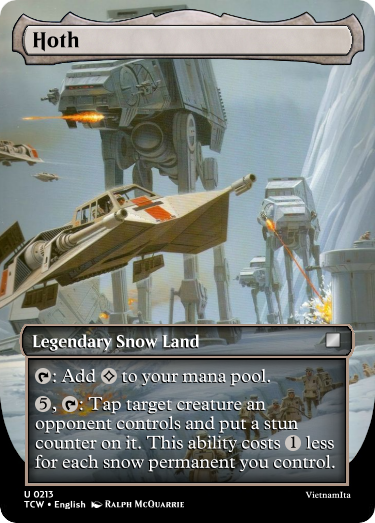 Hoth
Legendary Snow Land
: Add  to your mana pool.
5, : Tap target creature an
opponent controls and put a stun
counter on it. This ability costs 1 less
for each snow permanent you control.
U 0213
VietnamIta
TCW • English RALPH MCQUARRIE